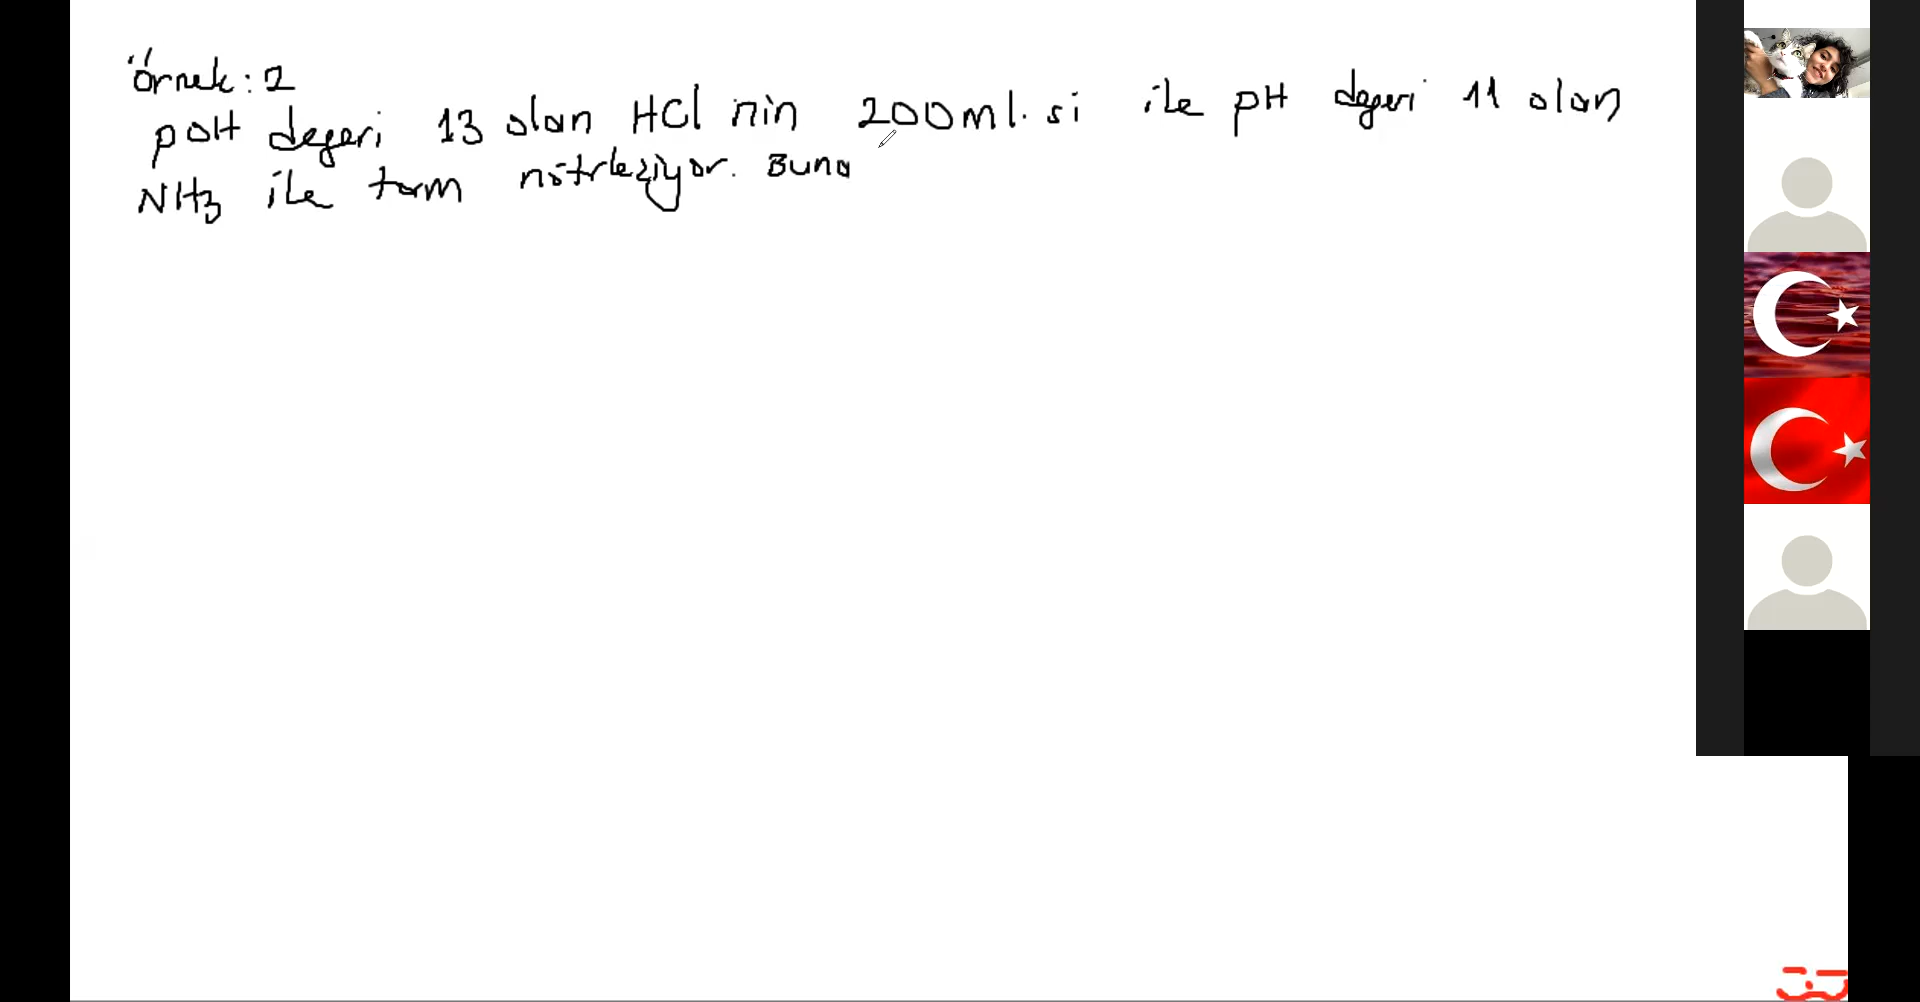 Örnek: 2
pOH değeri 13 olan HCl nin 200ml. si ile pH değeri 11 olan
NH3 ile tam nötrleşiyor. Buna